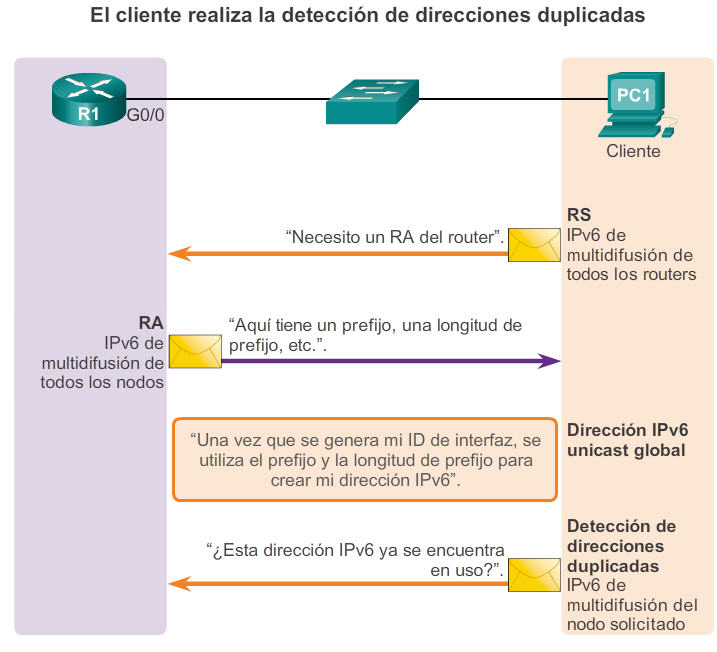 El cliente realiza la detección de direcciones duplicadas
R1
G0/0
PC1
Cliente
“Necesito un RA del router”.
RS
IPv6 de
multidifusión de
todos los routers
RA
IPv6 de
multidifusión de
todos los nodos
“Aquí tiene un prefijo, una longitud de
prefijo, etc.”.
“Una vez que se genera mi ID de interfaz, se
utiliza el prefijo y la longitud de prefijo para
crear mi dirección IPv6”.
Dirección IPv6
unicast global
“¿Esta dirección IPv6 ya se encuentra
en uso?”.
Detección de
direcciones
duplicadas
IPv6 de
multidifusión del
nodo solicitado